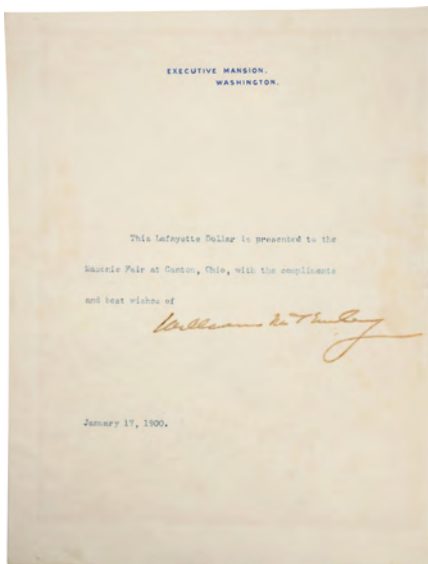 EXECUTIVE MANSION,
WASHINGTON.
This Lafayette Dollar is presented to the
Masonic Fair at Canton, Ohio, with the compliments
and best wishes of
William McKinley
January 17, 1900.